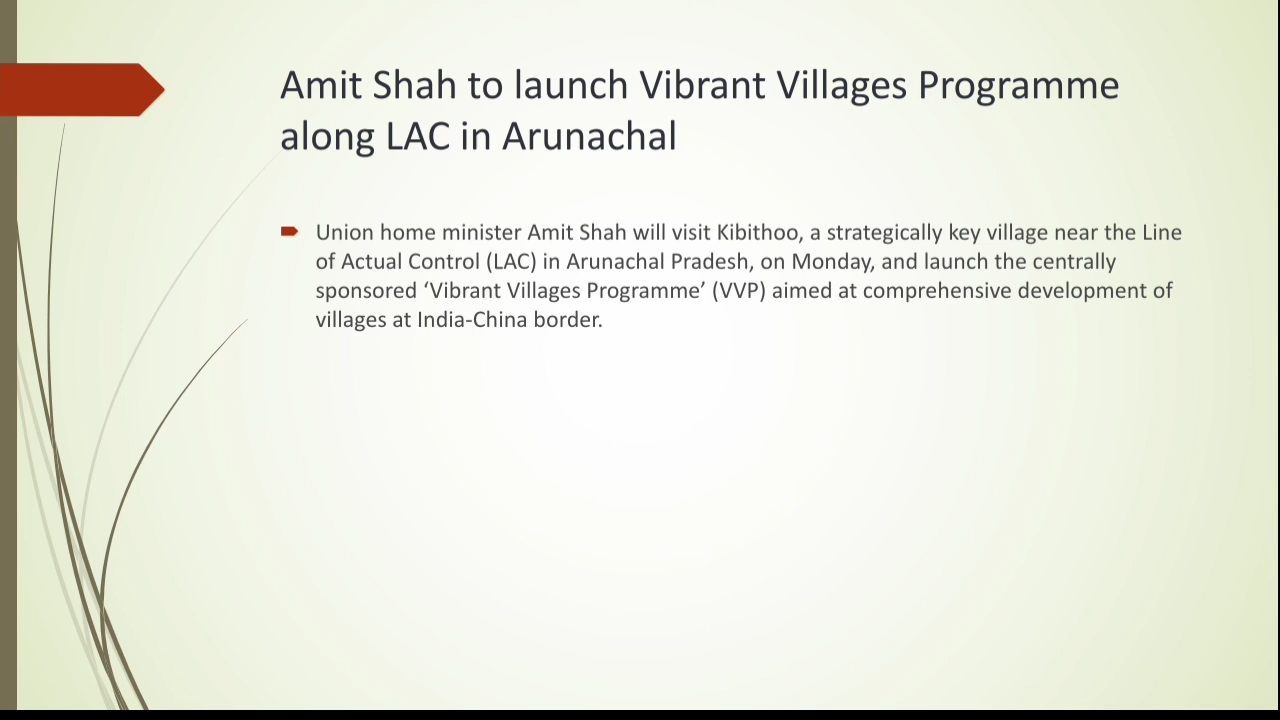 Amit Shah to launch Vibrant Villages Programme
along LAC in Arunachal
Union home minister Amit Shah will visit Kibithoo, a strategically key village near the Line
of Actual Control (LAC) in Arunachal Pradesh, on Monday, and launch the centrally
sponsored ‘Vibrant Villages Programme’ (VVP) aimed at comprehensive development of
villages at India-China border.